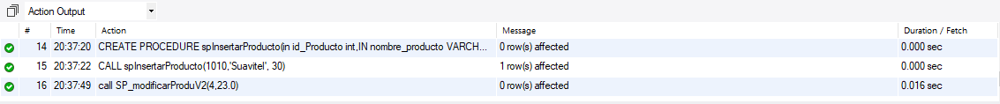 Action Output
# Time Action Message Duration / Fetch
14 20:37:20 CREATE PROCEDURE spInsertarProducto(in id_Producto int,IN nombre_producto VARCH... 0 row(s) affected 0.000 sec
15 20:37:22 CALL spInsertarProducto(1010,'Suavitel', 30) 1 row(s) affected 0.000 sec
16 20:37:49 call SP_modificarProduV2(4,23.0) 0 row(s) affected 0.016 sec